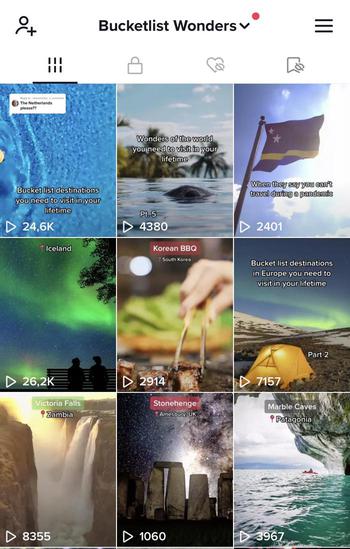 Bucketlist Wonders
The Netherlands
please??
Bucket list destinations
you need to visit in your
lifetime
24,6K
Wonders of the world
you need to visit in your
lifetime
Pt. 5
4380
When they say you can't
travel during a pandemic
2401
Iceland
26,2K
Korean BBQ
South Korea
2914
Bucket list destinations
in Europe you need to
visit in your lifetime
Part 2
7157
Victoria Falls
Zambia
8355
Stonehenge
Amesbury, UK
1060
Marble Caves
Patagonia
3967